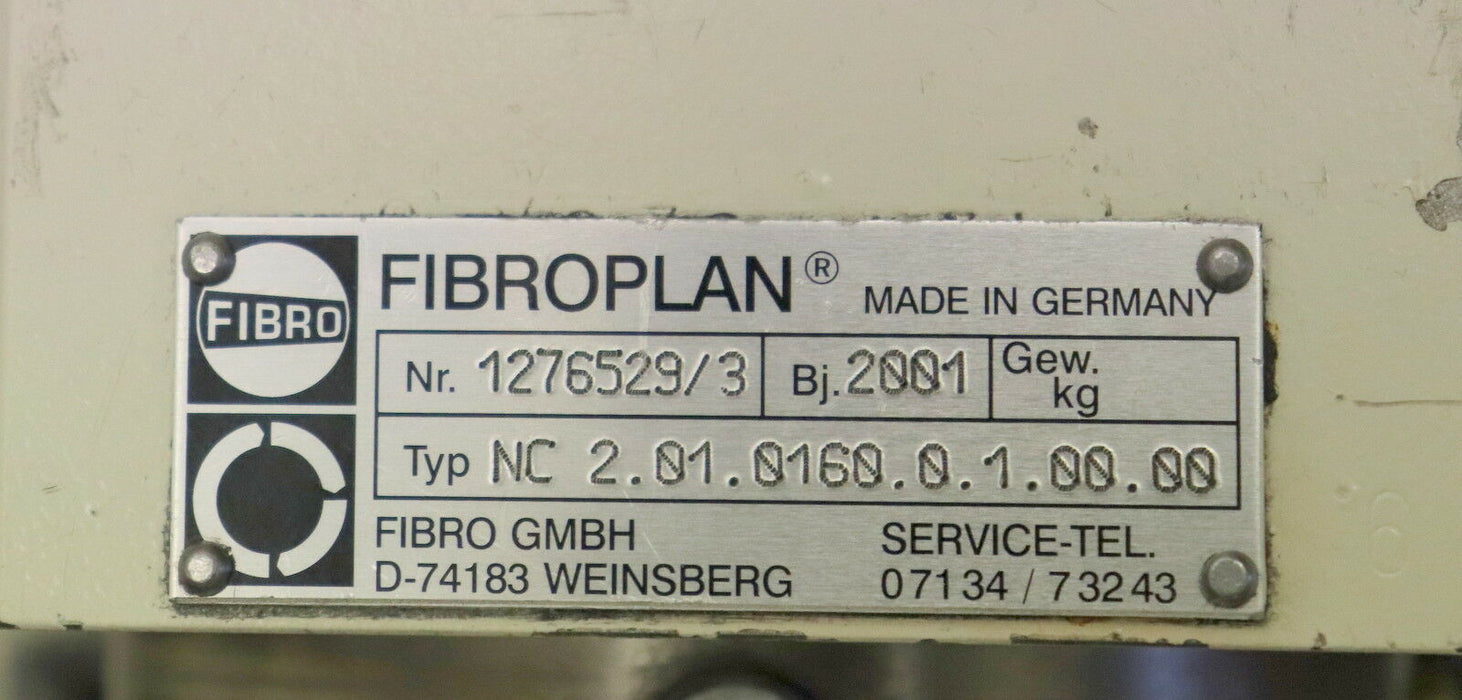 FIBRO
FIBROPLAN® MADE IN GERMANY
Nr. 1276529/3 Bj. 2001 Gew. kg
Typ NC 2.01.0160.0.1.00.00
FIBRO GMBH SERVICE-TEL.
D-74183 WEINSBERG 07134 / 73243